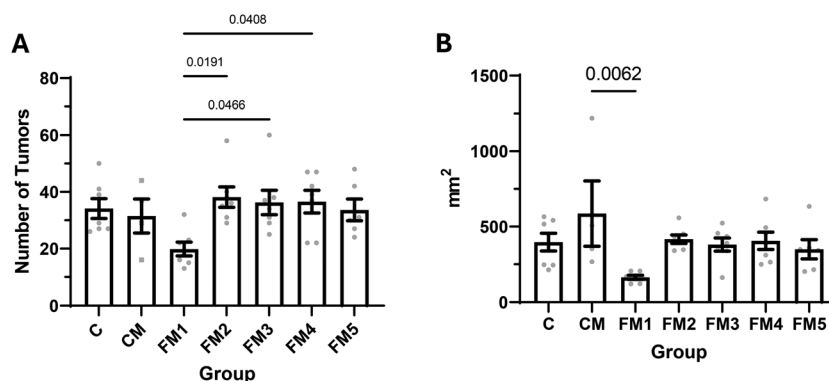 A
0.0408
0.0191
0.0466
80
60
40
20
0
Number of Tumors
C CM FM1 FM2 FM3 FM4 FM5
Group
B
0.0062
1500
1000
500
0
mm²
C CM FM1 FM2 FM3 FM4 FM5
Group